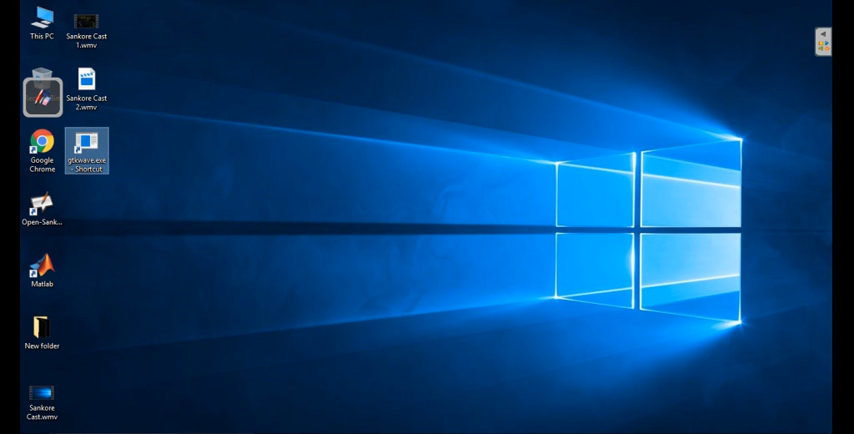 This PC
Sankore Cast
1.wmv
Sankore Cast
2.wmv
Google
Chrome
gtkwave.exe
- Shortcut
Open-Sank...
Matlab
New folder
Sankore
Cast.wmv